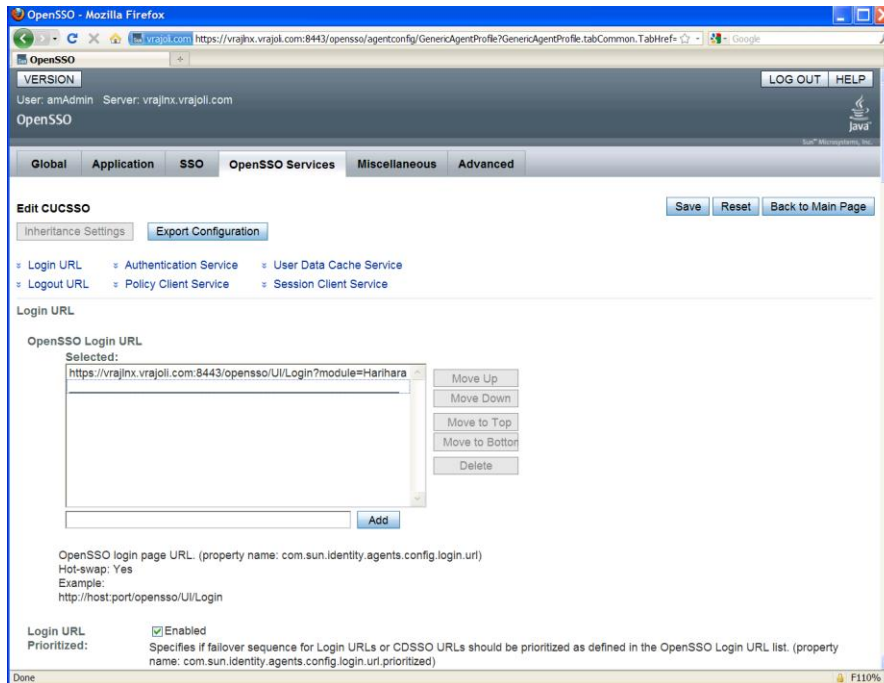 OpenSSO - Mozilla Firefox
vrajoli.com https://vrajlnx.vrajoli.com:8443/opensso/agentconfig/GenericAgentProfile?GenericAgentProfile.tabCommon.TabHref=
Google
OpenSSO
VERSION
LOG OUT HELP
User: amAdmin Server: vrajlnx.vrajoli.com
OpenSSO
Java
Sun™ Microsystems, Inc.
Global Application SSO OpenSSO Services Miscellaneous Advanced
Edit CUCSSO
Save Reset Back to Main Page
Inheritance Settings Export Configuration
Login URL Authentication Service User Data Cache Service
Logout URL Policy Client Service Session Client Service
Login URL
OpenSSO Login URL
Selected:
https://vrajlnx.vrajoli.com:8443/opensso/UI/Login?module=Harihara
Move Up
Move Down
Move to Top
Move to Bottor
Delete
Add
OpenSSO login page URL. (property name: com.sun.identity.agents.config.login.url)
Hot-swap: Yes
Example:
http://host:port/opensso/UI/Login
Login URL Prioritized:
Enabled
Specifies if failover sequence for Login URLs or CDSSO URLs should be prioritized as defined in the OpenSSO Login URL list. (property
name: com.sun.identity.agents.config.login.url.prioritized)
Done
F110%